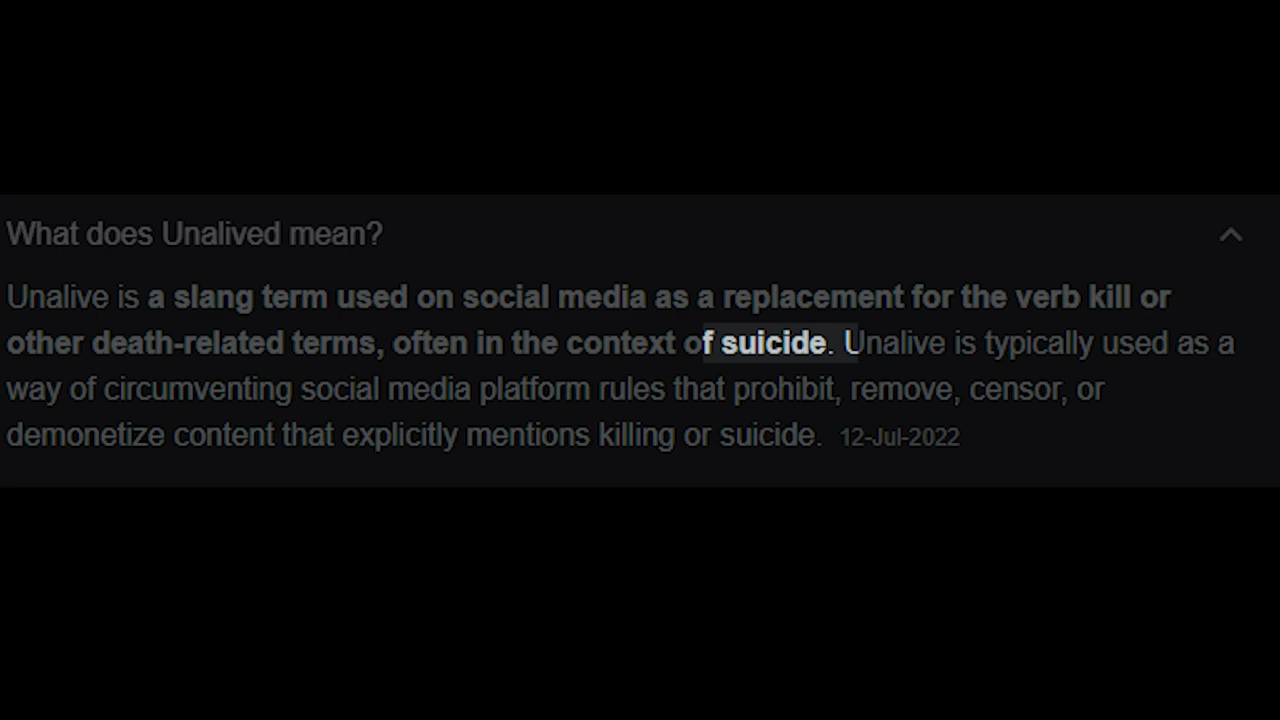 What does Unalived mean?
Unalive is a slang term used on social media as a replacement for the verb kill or
other death-related terms, often in the context of suicide. Unalive is typically used as a
way of circumventing social media platform rules that prohibit, remove, censor, or
demonetize content that explicitly mentions killing or suicide. 12-Jul-2022